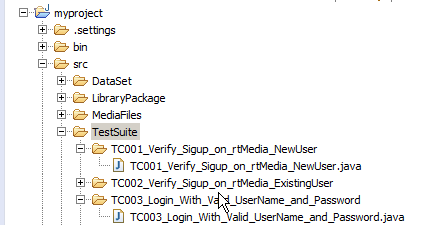 myproject
.settings
bin
src
DataSet
LibraryPackage
MediaFiles
TestSuite
TC001_Verify_Sigup_on_rtMedia_NewUser
TC001_Verify_Sigup_on_rtMedia_NewUser.java
TC002_Verify_Sigup_on_rtMedia_ExistingUser
TC003_Login_With_Valid_UserName_and_Password
TC003_Login_With_Valid_UserName_and_Password.java